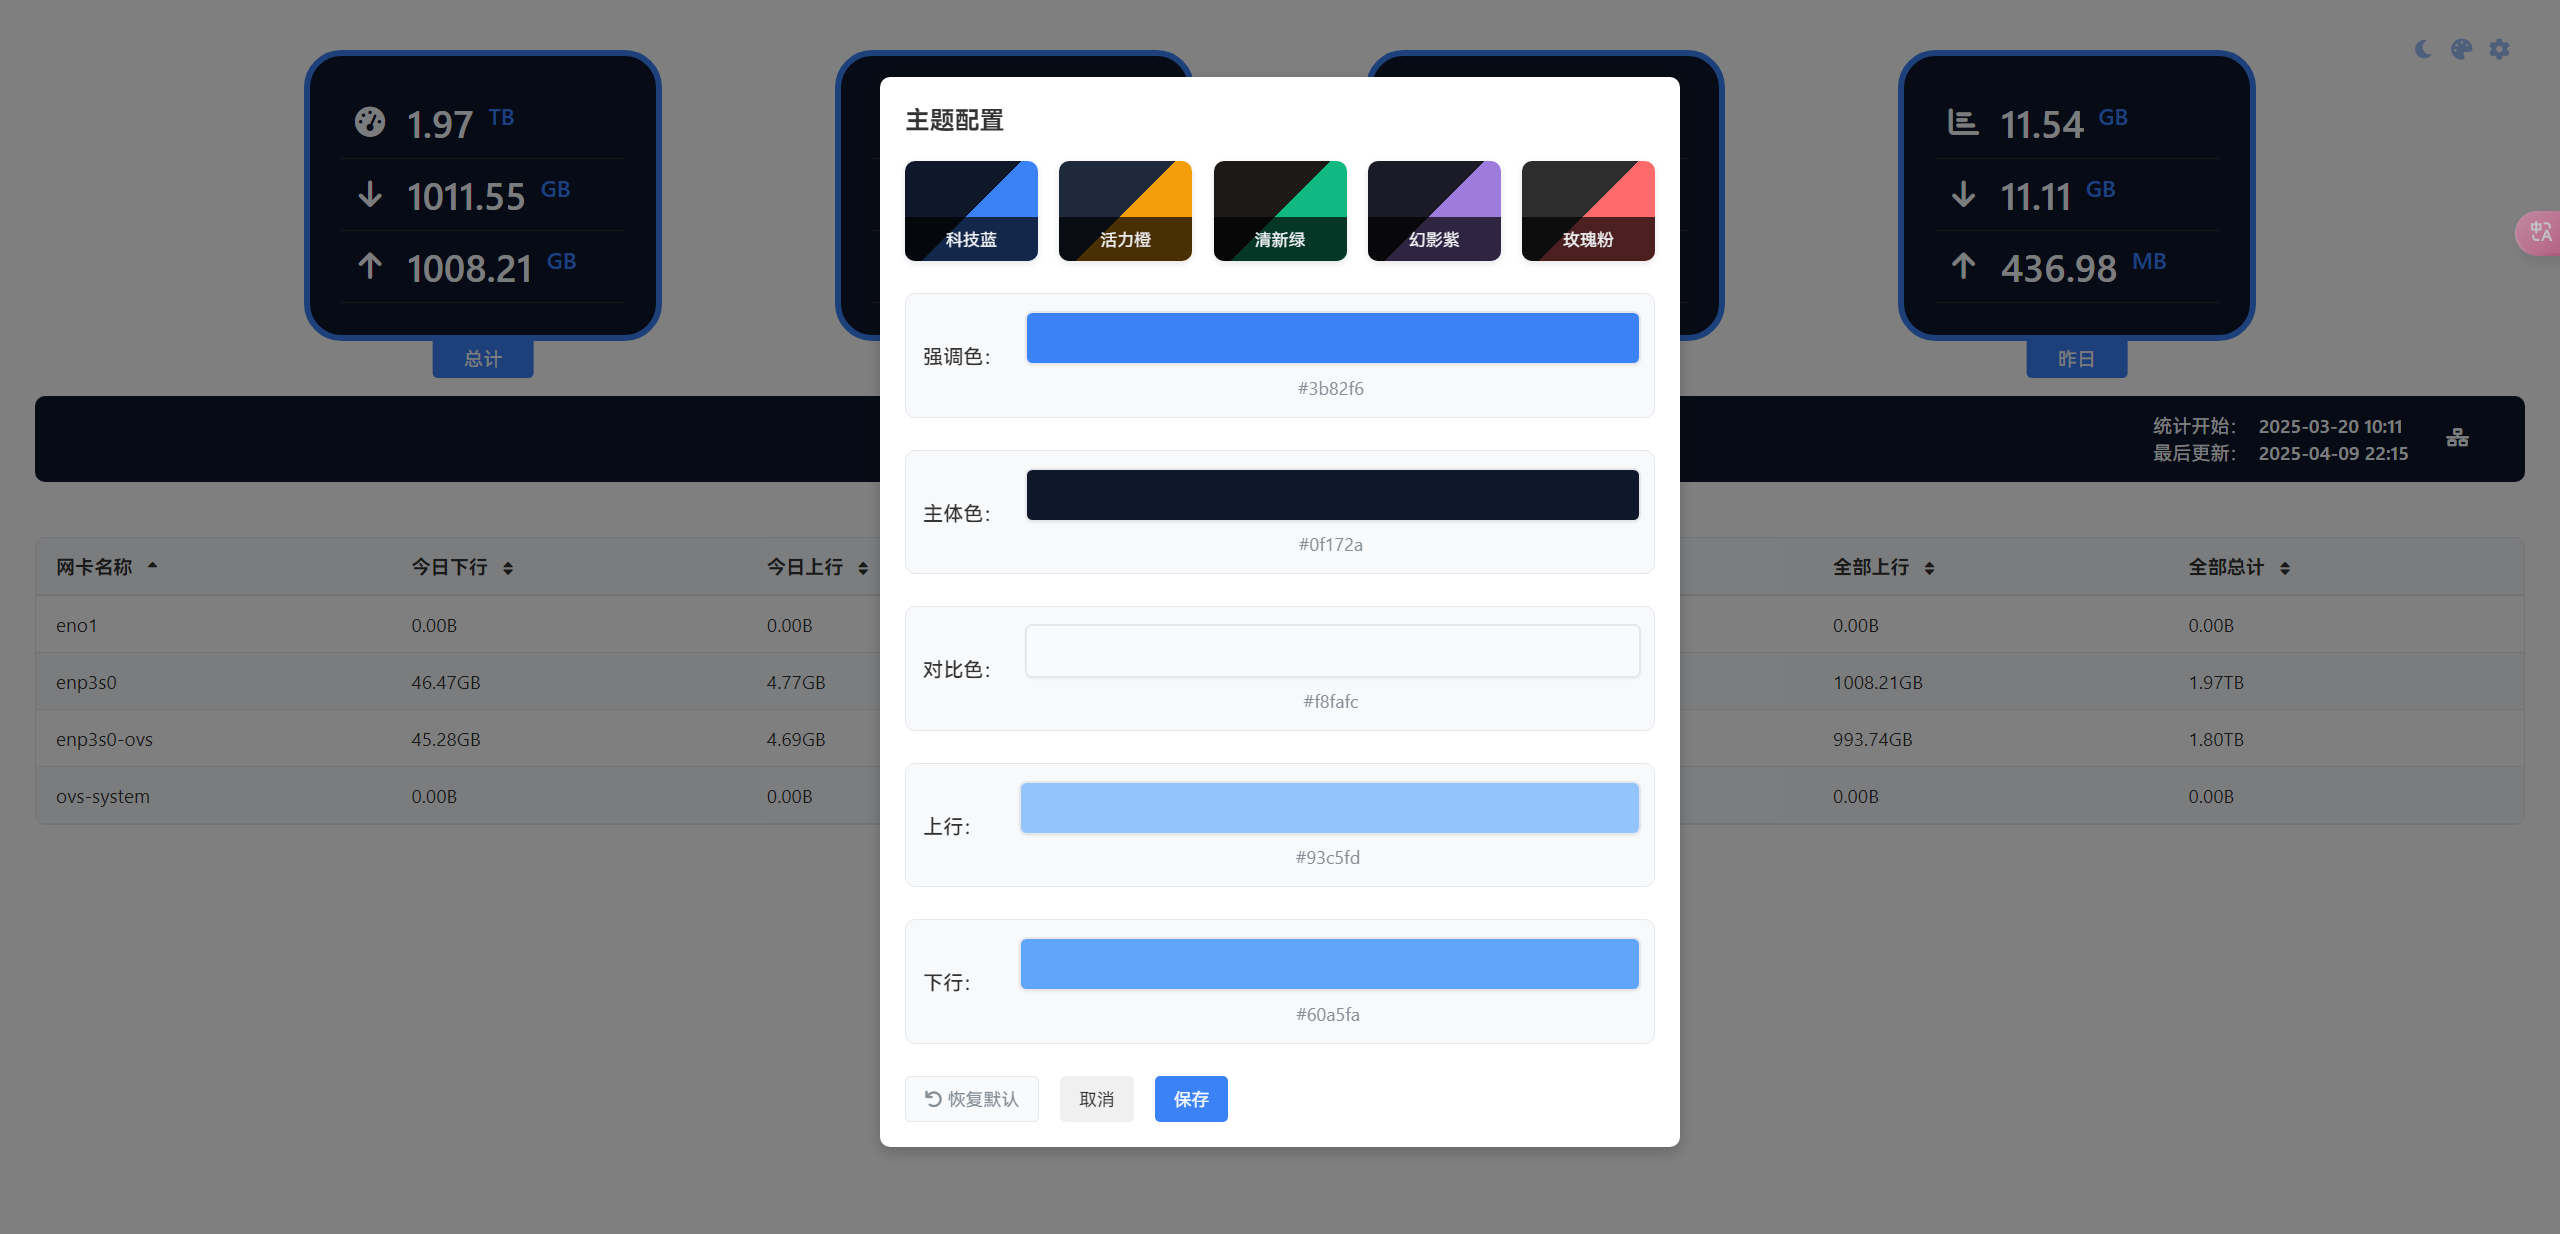 1.97 TB
1011.55 GB
1008.21 GB
总计
11.54 GB
11.11 GB
436.98 MB
昨日
统计开始： 2025-03-20 10:11
最后更新： 2025-04-09 22:15
网卡名称 今日下行 今日上行 全部上行 全部总计
eno1 0.00B 0.00B 0.00B 0.00B
enp3s0 46.47GB 4.77GB 1008.21GB 1.97TB
enp3s0-ovs 45.28GB 4.69GB 993.74GB 1.80TB
ovs-system 0.00B 0.00B 0.00B 0.00B
主题配置
科技蓝 活力橙 清新绿 幻影紫 玫瑰粉
强调色：
#3b82f6
主体色：
#0f172a
对比色：
#f8fafc
上行：
#93c5fd
下行：
#60a5fa
恢复默认 取消 保存
中A